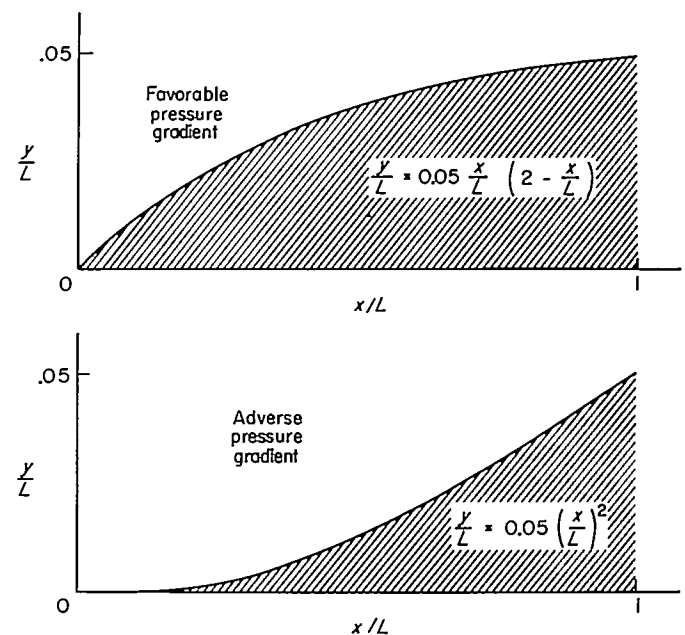 .05
Favorable
pressure
gradient
y/L
y/L = 0.05 x/L (2 - x/L)
0
1
x/L
.05
Adverse
pressure
gradient
y/L
y/L = 0.05 (x/L)²
0
1
x/L